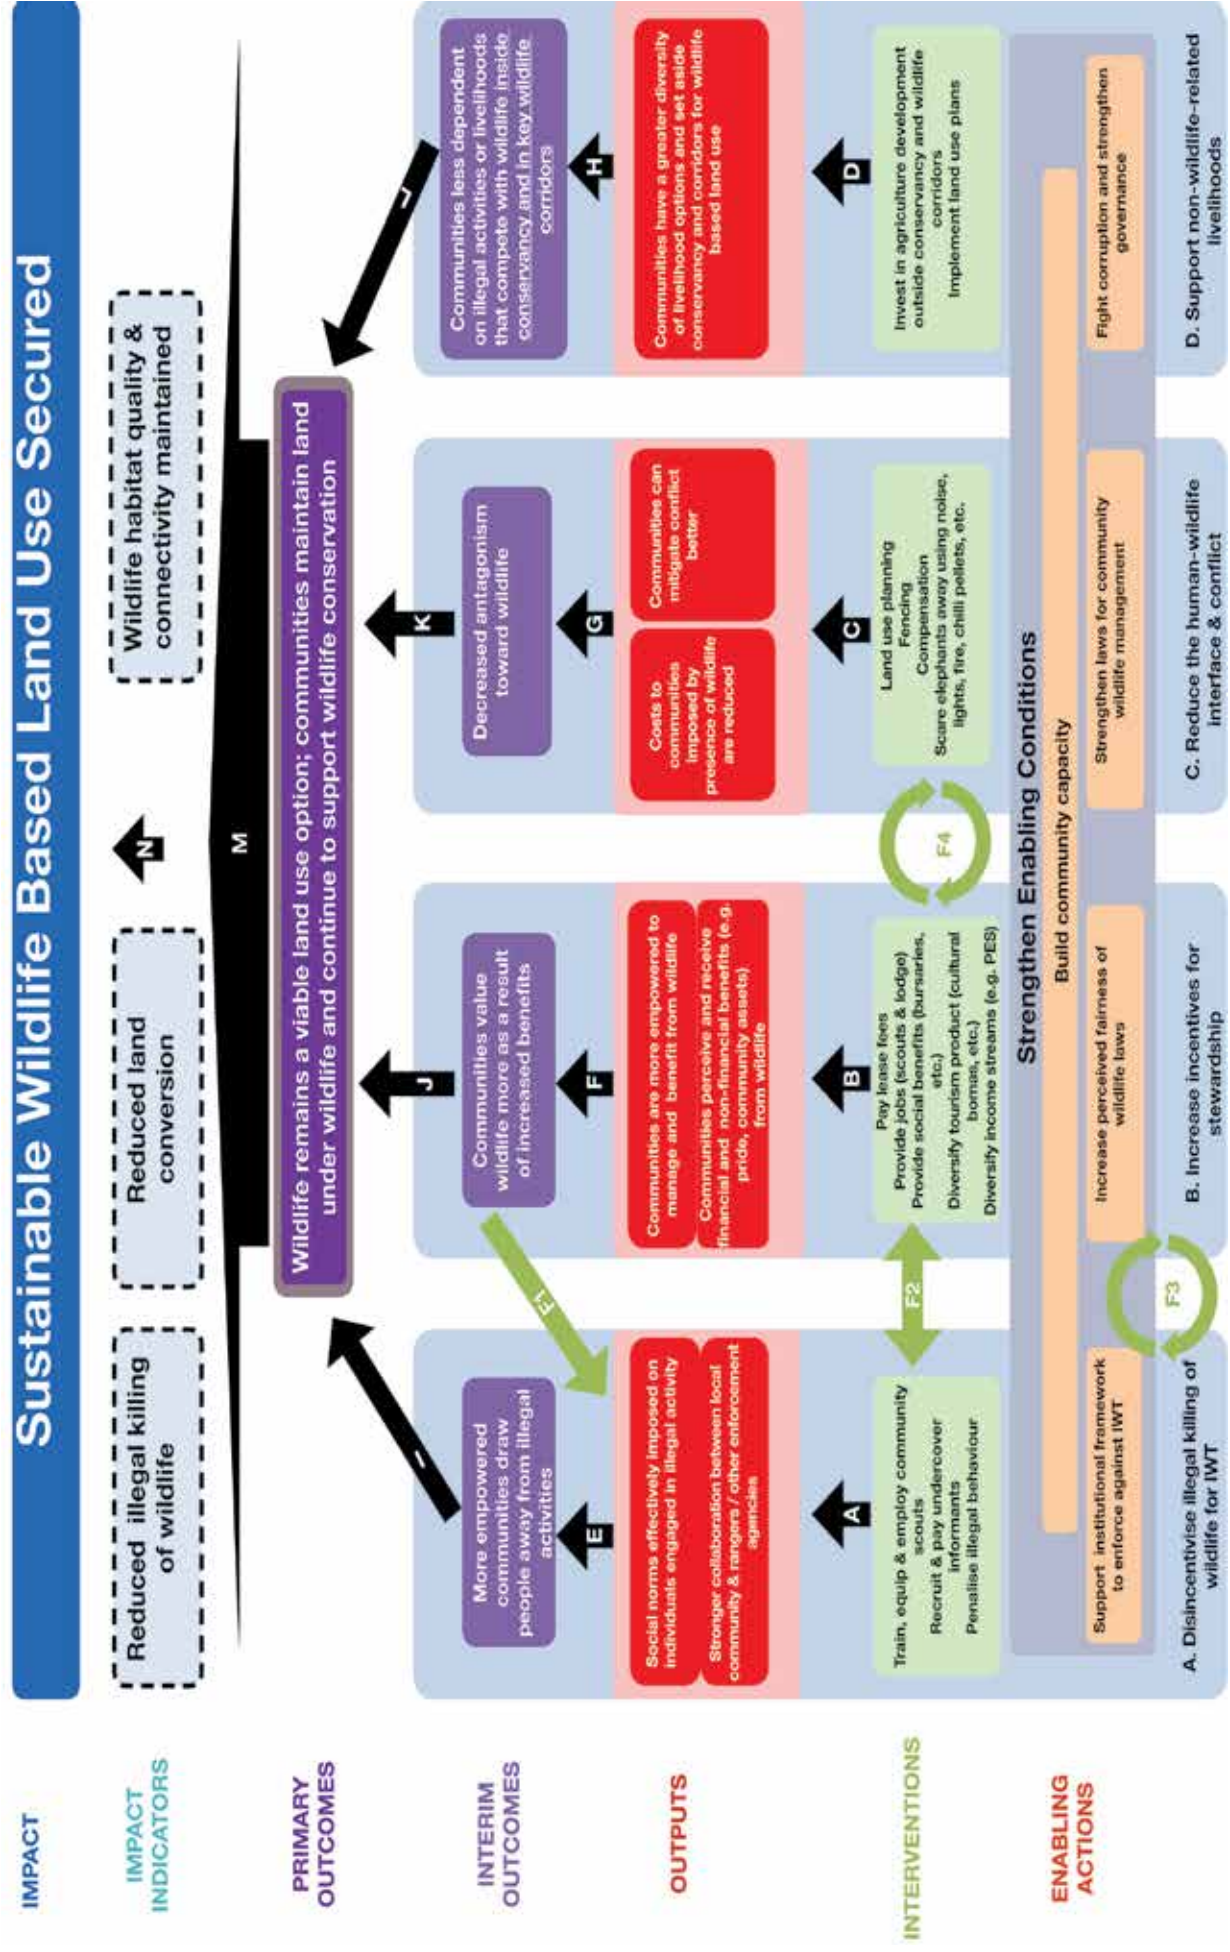 Sustainable Wildlife Based Land Use Secured
IMPACT
IMPACT
INDICATORS
Reduced illegal killing
of wildlife
Reduced land
conversion
Wildlife habitat quality &
connectivity maintained
N
M
PRIMARY
OUTCOMES
Wildlife remains a viable land use option; communities maintain land
under wildlife and continue to support wildlife conservation
I
J
K
L
INTERIM
OUTCOMES
More empowered
communities draw
people away from illegal
activities
Communities value
wildlife more as a result
of increased benefits
Decreased antagonism
toward wildlife
Communities less dependent
on illegal activities or livelihoods
that compete with wildlife inside
conservancy and in key wildlife
corridors
F1
E
F
G
H
OUTPUTS
Social norms effectively imposed on
individuals engaged in illegal activity
Stronger collaboration between local
community & rangers / other enforcement
agencies
Communities are more empowered to
manage and benefit from wildlife
Communities perceive and receive
financial and non-financial benefits (e.g.
pride, community assets)
from wildlife
Costs to
communities
imposed by
presence of wildlife
are reduced
Communities can
mitigate conflict
better
Communities have a greater diversity
of livelihood options and set aside
conservancy and corridors for wildlife
based land use
A
B
C
D
INTERVENTIONS
Train, equip & employ community
scouts
Recruit & pay undercover
informants
Penalise illegal behaviour
F2
Pay lease fees
Provide jobs (scouts & lodge)
Provide social benefits (bursaries,
etc.)
Diversify tourism product (cultural
bomas, etc.)
Diversify income streams (e.g. PES)
F4
Land use planning
Fencing
Compensation
Scare elephants away using noise,
lights, fire, chilli pellets, etc.
Invest in agriculture development
outside conservancy and wildlife
corridors
Implement land use plans
ENABLING
ACTIONS
Strengthen Enabling Conditions
Build community capacity
Support institutional framework
to enforce against IWT
Increase perceived fairness of
wildlife laws
Strengthen laws for community
wildlife management
Fight corruption and strengthen
governance
F3
A. Disincentivise illegal killing of
wildlife for IWT
B. Increase incentives for
stewardship
C. Reduce the human-wildlife
interface & conflict
D. Support non-wildlife-related
livelihoods